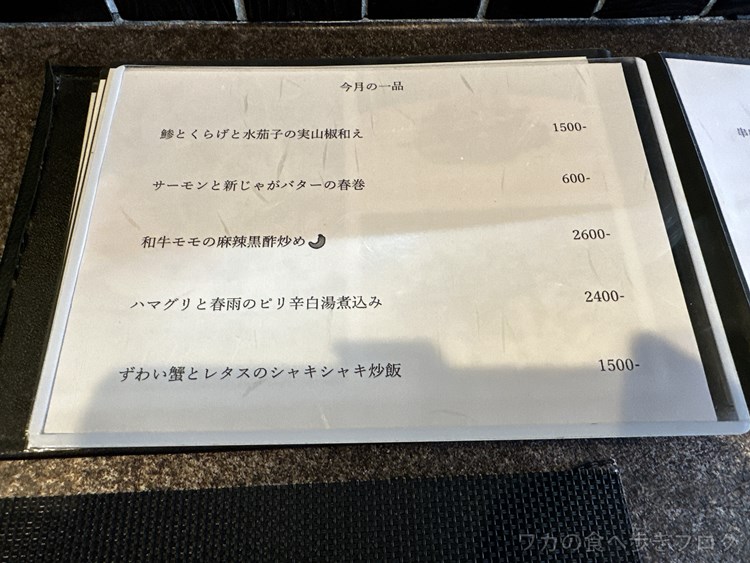 今月の一品
鯵とくらげと水茄子の実山椒和え 1500-
サーモンと新じゃがバターの春巻 600-
和牛モモの麻辣黒酢炒め🌶 2600-
ハマグリと春雨のピリ辛白湯煮込み 2400-
ずわい蟹とレタスのシャキシャキ炒飯 1500-
串
ワカの食べ歩きブログ